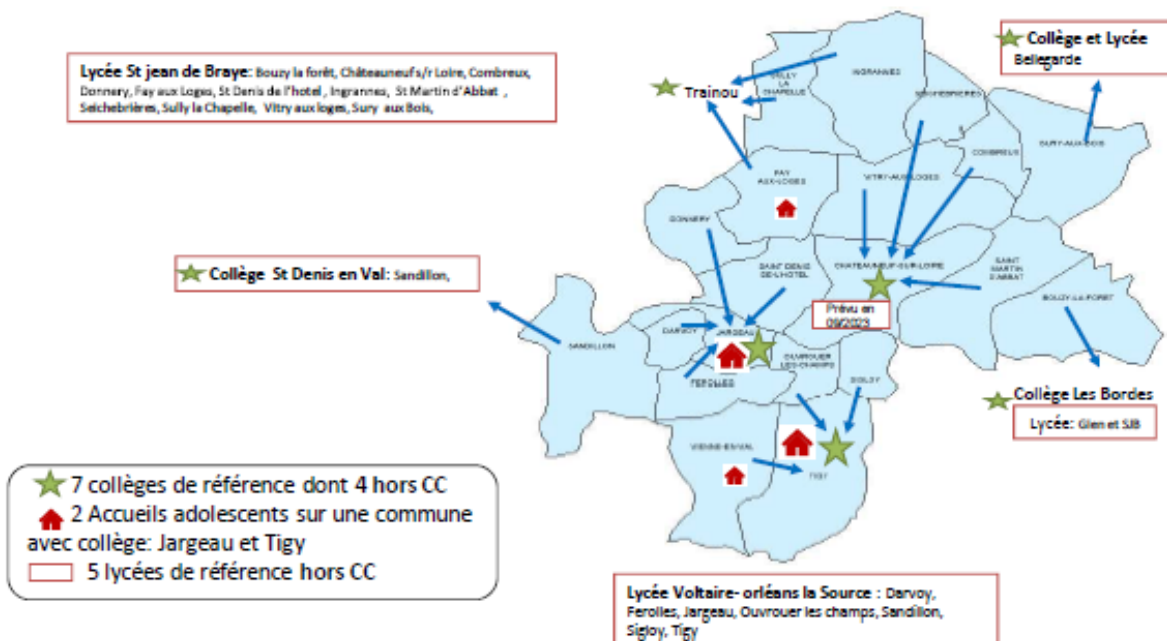 Collège et Lycée
Bellegarde
Lycée St jean de Braye: Bouzy la forêt, Châteauneuf s/r Loire, Combreux,
Donnery, Fay aux Loges, St Denis de l'hotel, Ingrannes, St Martin d'Abbat ,
Seichebrières, Sully la Chapelle, Vitry aux loges, Sury aux Bois,
Trainou
SULLY
LA
CHAPELLE
INGRANNES
SEICHEBRIERES
COMBREUX
SURY-AUX-BOIS
FAY
AUX-LOGES
VITRY-AUX-LOGES
DONNERY
SAINT DENIS
DE-L'HOTEL
CHATEAUNEUF-SUR-LOIRE
SAINT
MARTIN
D'ABBAT
BOUZY-LA-FORET
Collège St Denis en Val: Sandillon,
Prévu en
09/2023
SANDILLON
DARVOY
JARGEAU
OUVROUER
LES-CHAMPS
SIGLOY
FEROLLES
Collège Les Bordes
Lycée: Gien et SJB
VIENNE-EN-VAL
TIGY
7 collèges de référence dont 4 hors CC
2 Accueils adolescents sur une commune
avec collège: Jargeau et Tigy
5 lycées de référence hors CC
Lycée Voltaire- orléans la Source : Darvoy,
Ferolles, Jargeau, Ouvrouer les champs, Sandillon,
Sigloy, Tigy